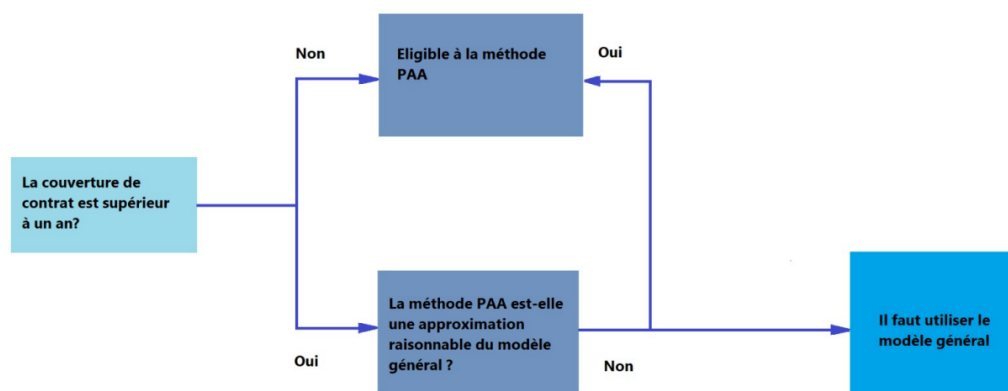 Non
Eligible à la méthode
PAA
Oui
La couverture de
contrat est supérieur
à un an?
La méthode PAA est-elle
une approximation
raisonnable du modèle
général ?
Oui
Non
Il faut utiliser le
modèle général